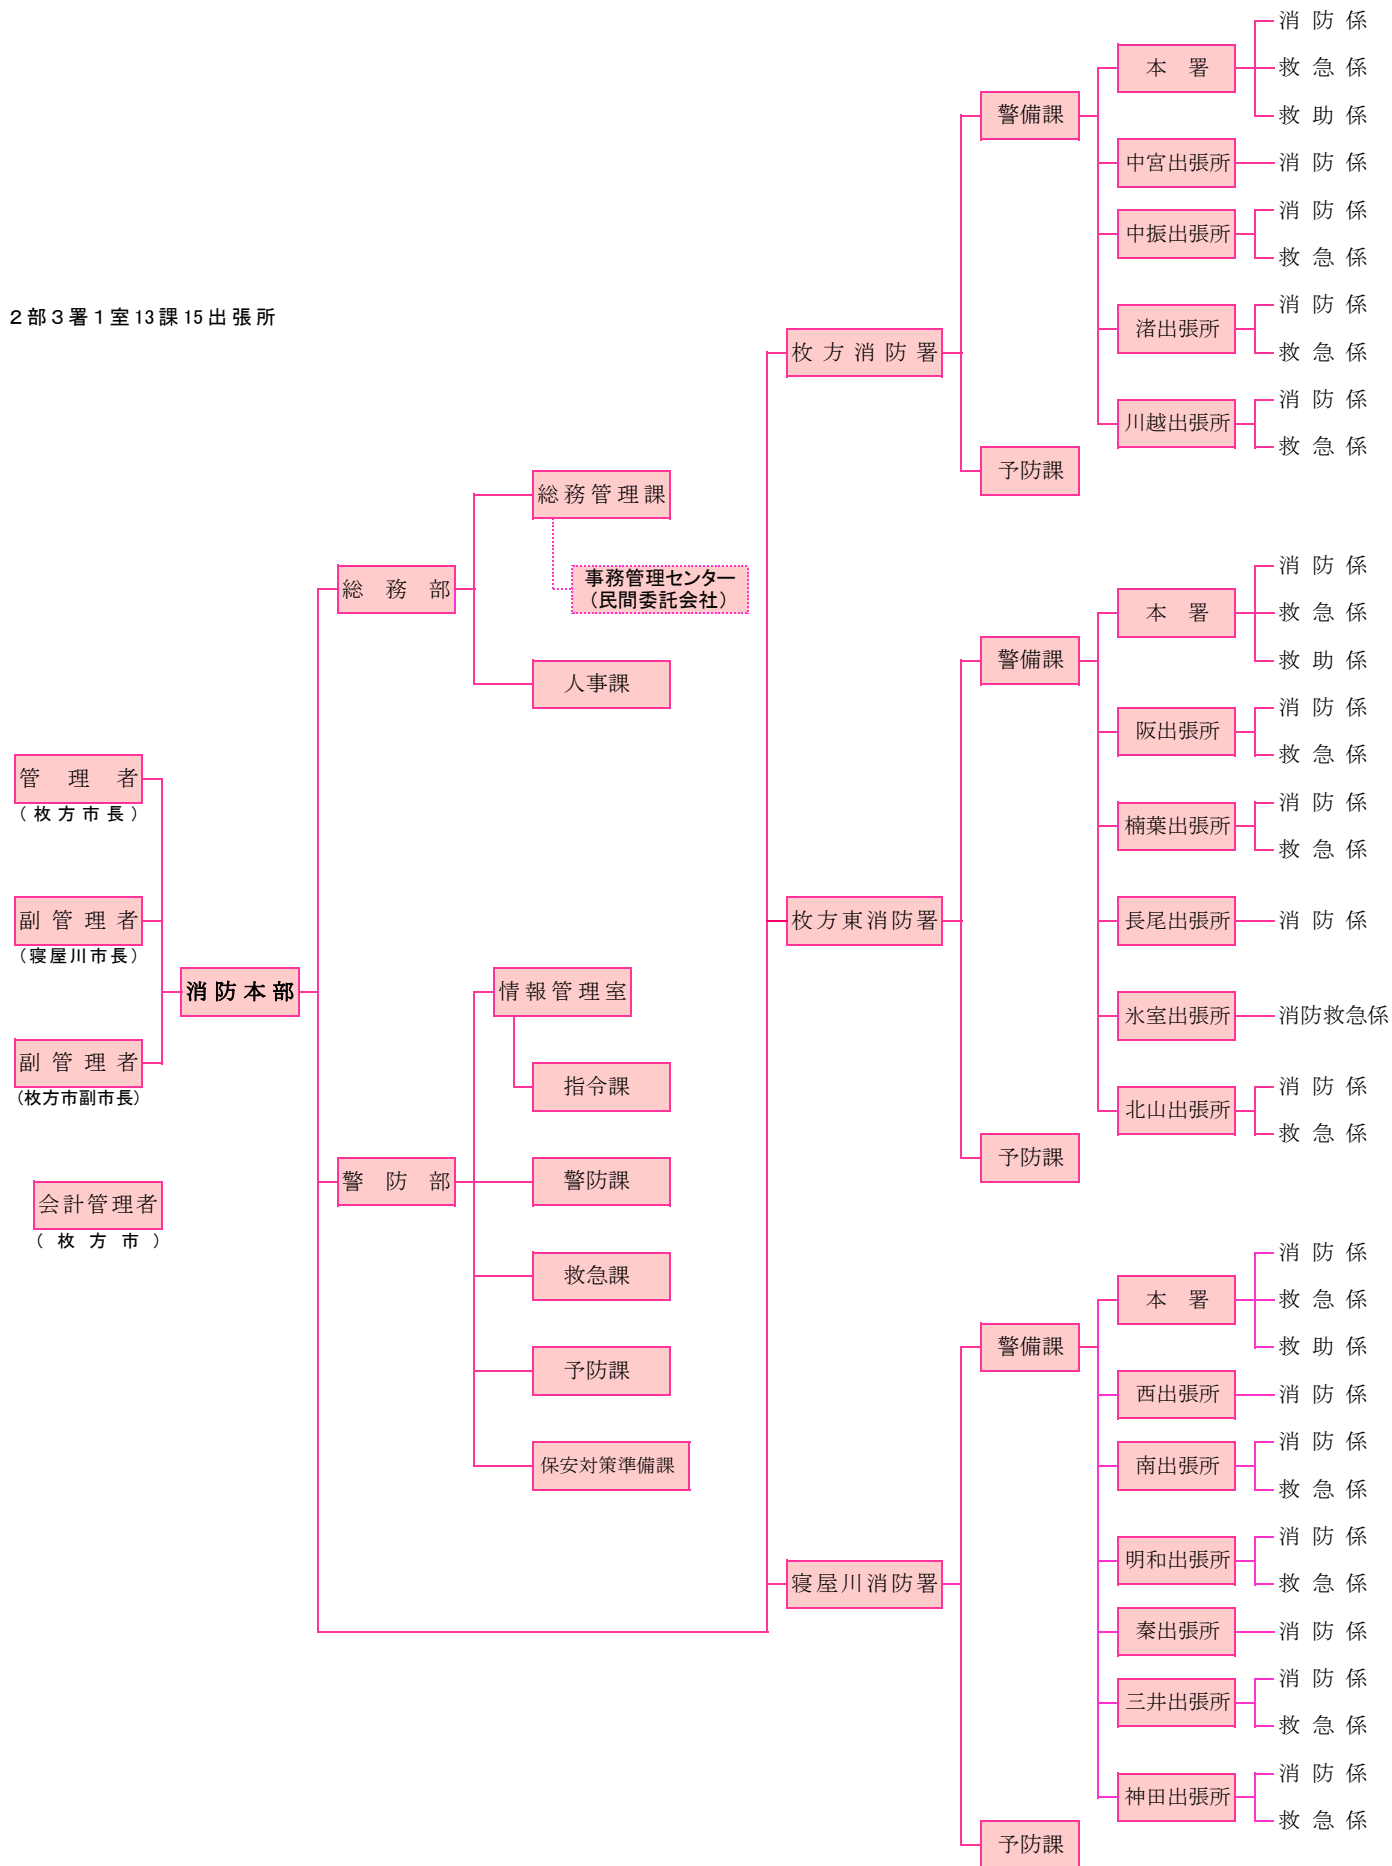 2部3署1室13課15出張所
管理者
(枚方市長)
副管理者
(寝屋川市長)
副管理者
(枚方市副市長)
会計管理者
(枚方市)
消防本部
総務部
総務管理課
事務管理センター
(民間委託会社)
人事課
警防部
情報管理室
指令課
警防課
救急課
予防課
保安対策準備課
枚方消防署
警備課
本署
消防係
救急係
救助係
中宮出張所
消防係
中振出張所
消防係
救急係
渚出張所
消防係
救急係
川越出張所
消防係
救急係
予防課
枚方東消防署
警備課
本署
消防係
救急係
救助係
阪出張所
消防係
救急係
楠葉出張所
消防係
救急係
長尾出張所
消防係
氷室出張所
消防救急係
北山出張所
消防係
救急係
予防課
寝屋川消防署
警備課
本署
消防係
救急係
救助係
西出張所
消防係
南出張所
消防係
救急係
明和出張所
消防係
救急係
秦出張所
消防係
三井出張所
消防係
救急係
神田出張所
消防係
救急係
予防課